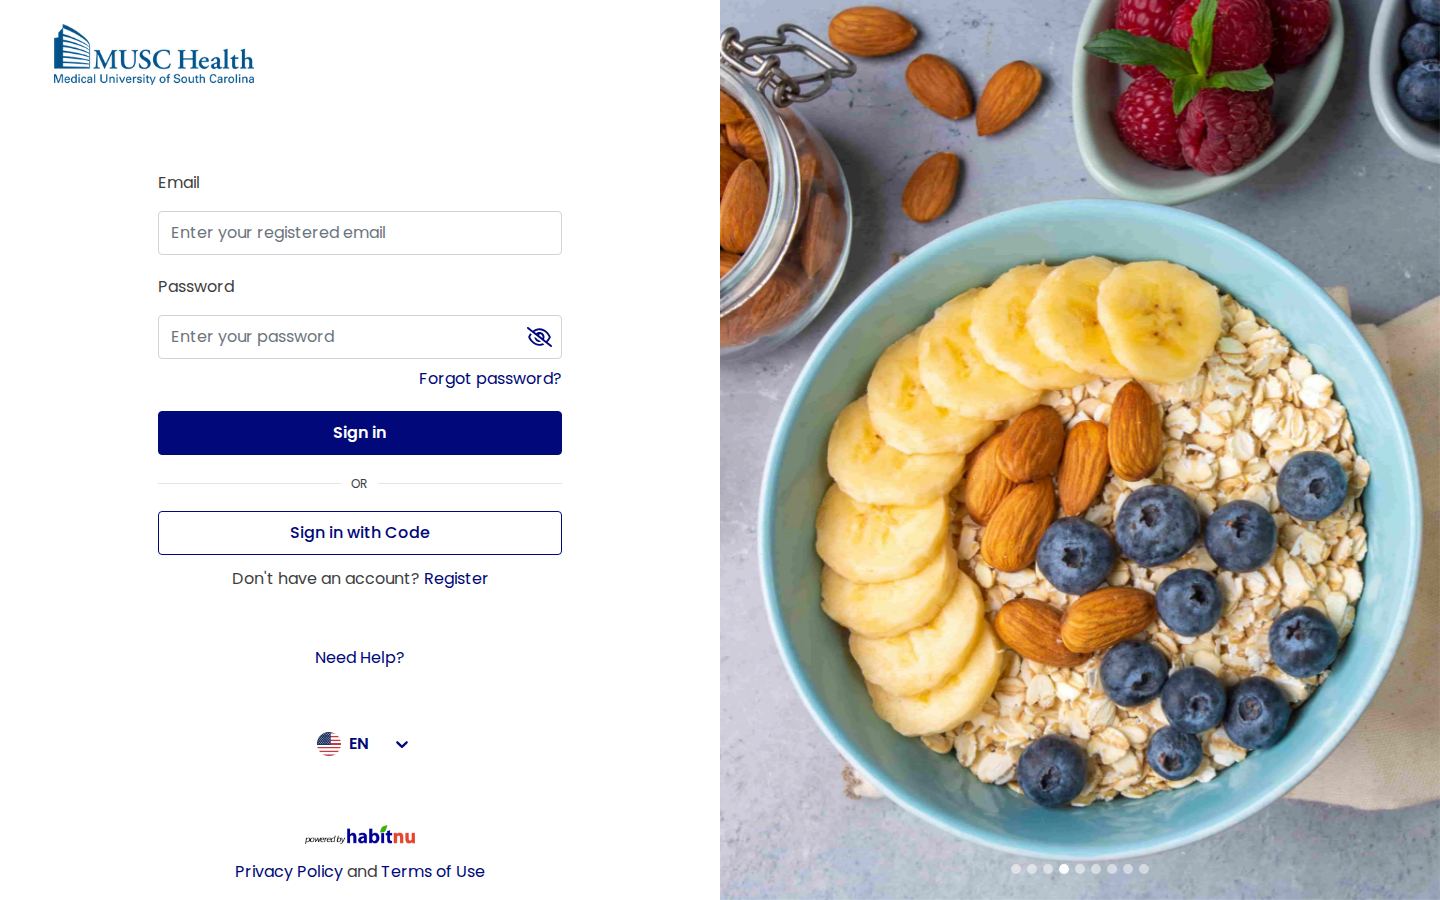 MUSC Health
Medical University of South Carolina
Email
Enter your registered email
Password
Enter your password
Forgot password?
Sign in
OR
Sign in with Code
Don't have an account? Register
Need Help?
EN
powered by habitnu
Privacy Policy and Terms of Use